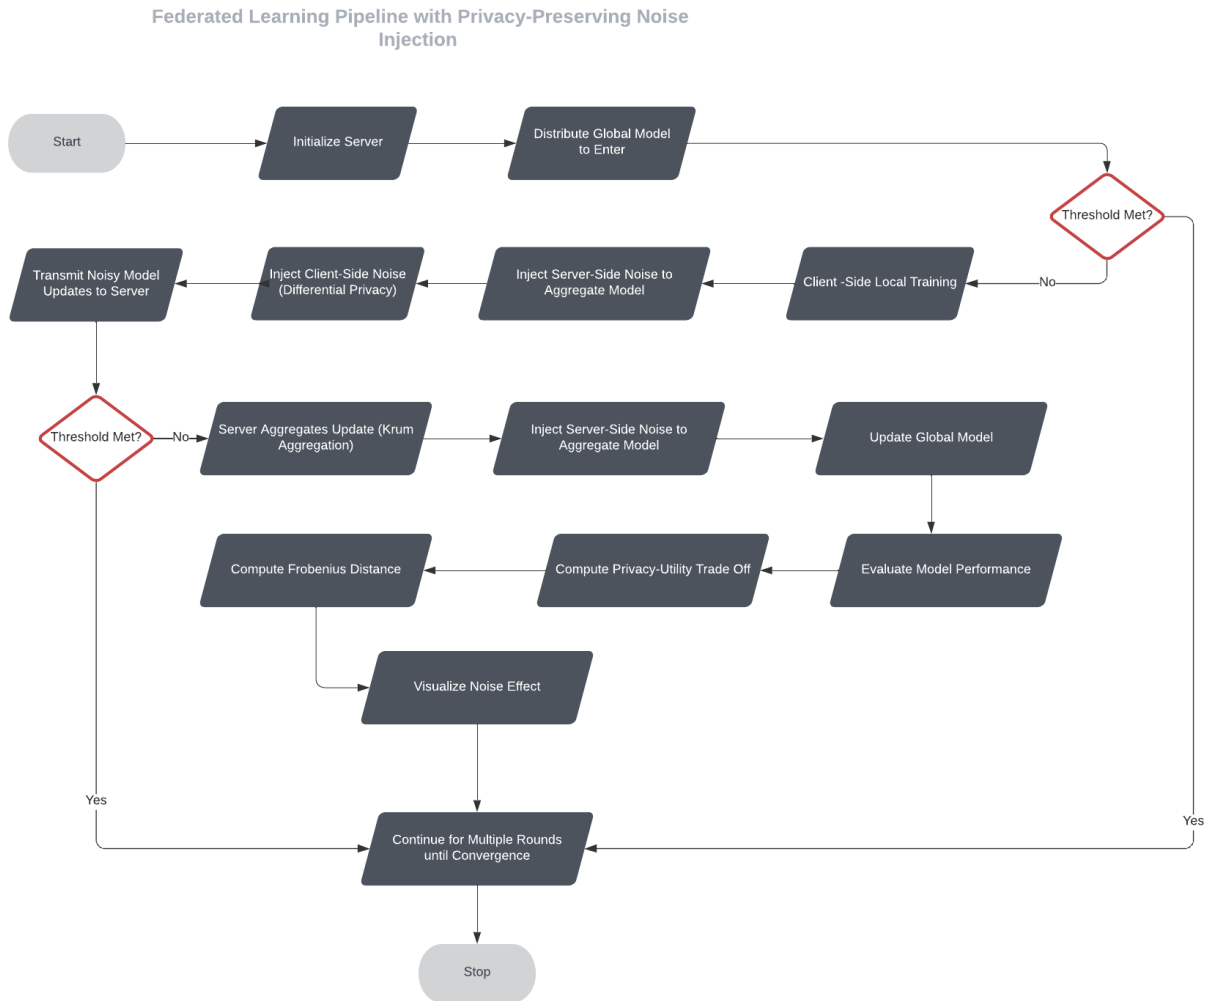 Federated Learning Pipeline with Privacy-Preserving Noise
Injection
Start
Initialize Server
Distribute Global Model
to Enter
Threshold Met?
No
Yes
Client -Side Local Training
Inject Server-Side Noise to
Aggregate Model
Inject Client-Side Noise
(Differential Privacy)
Transmit Noisy Model
Updates to Server
Threshold Met?
No
Yes
Server Aggregates Update (Krum
Aggregation)
Inject Server-Side Noise to
Aggregate Model
Update Global Model
Evaluate Model Performance
Compute Privacy-Utility Trade Off
Compute Frobenius Distance
Visualize Noise Effect
Continue for Multiple Rounds
until Convergence
Stop